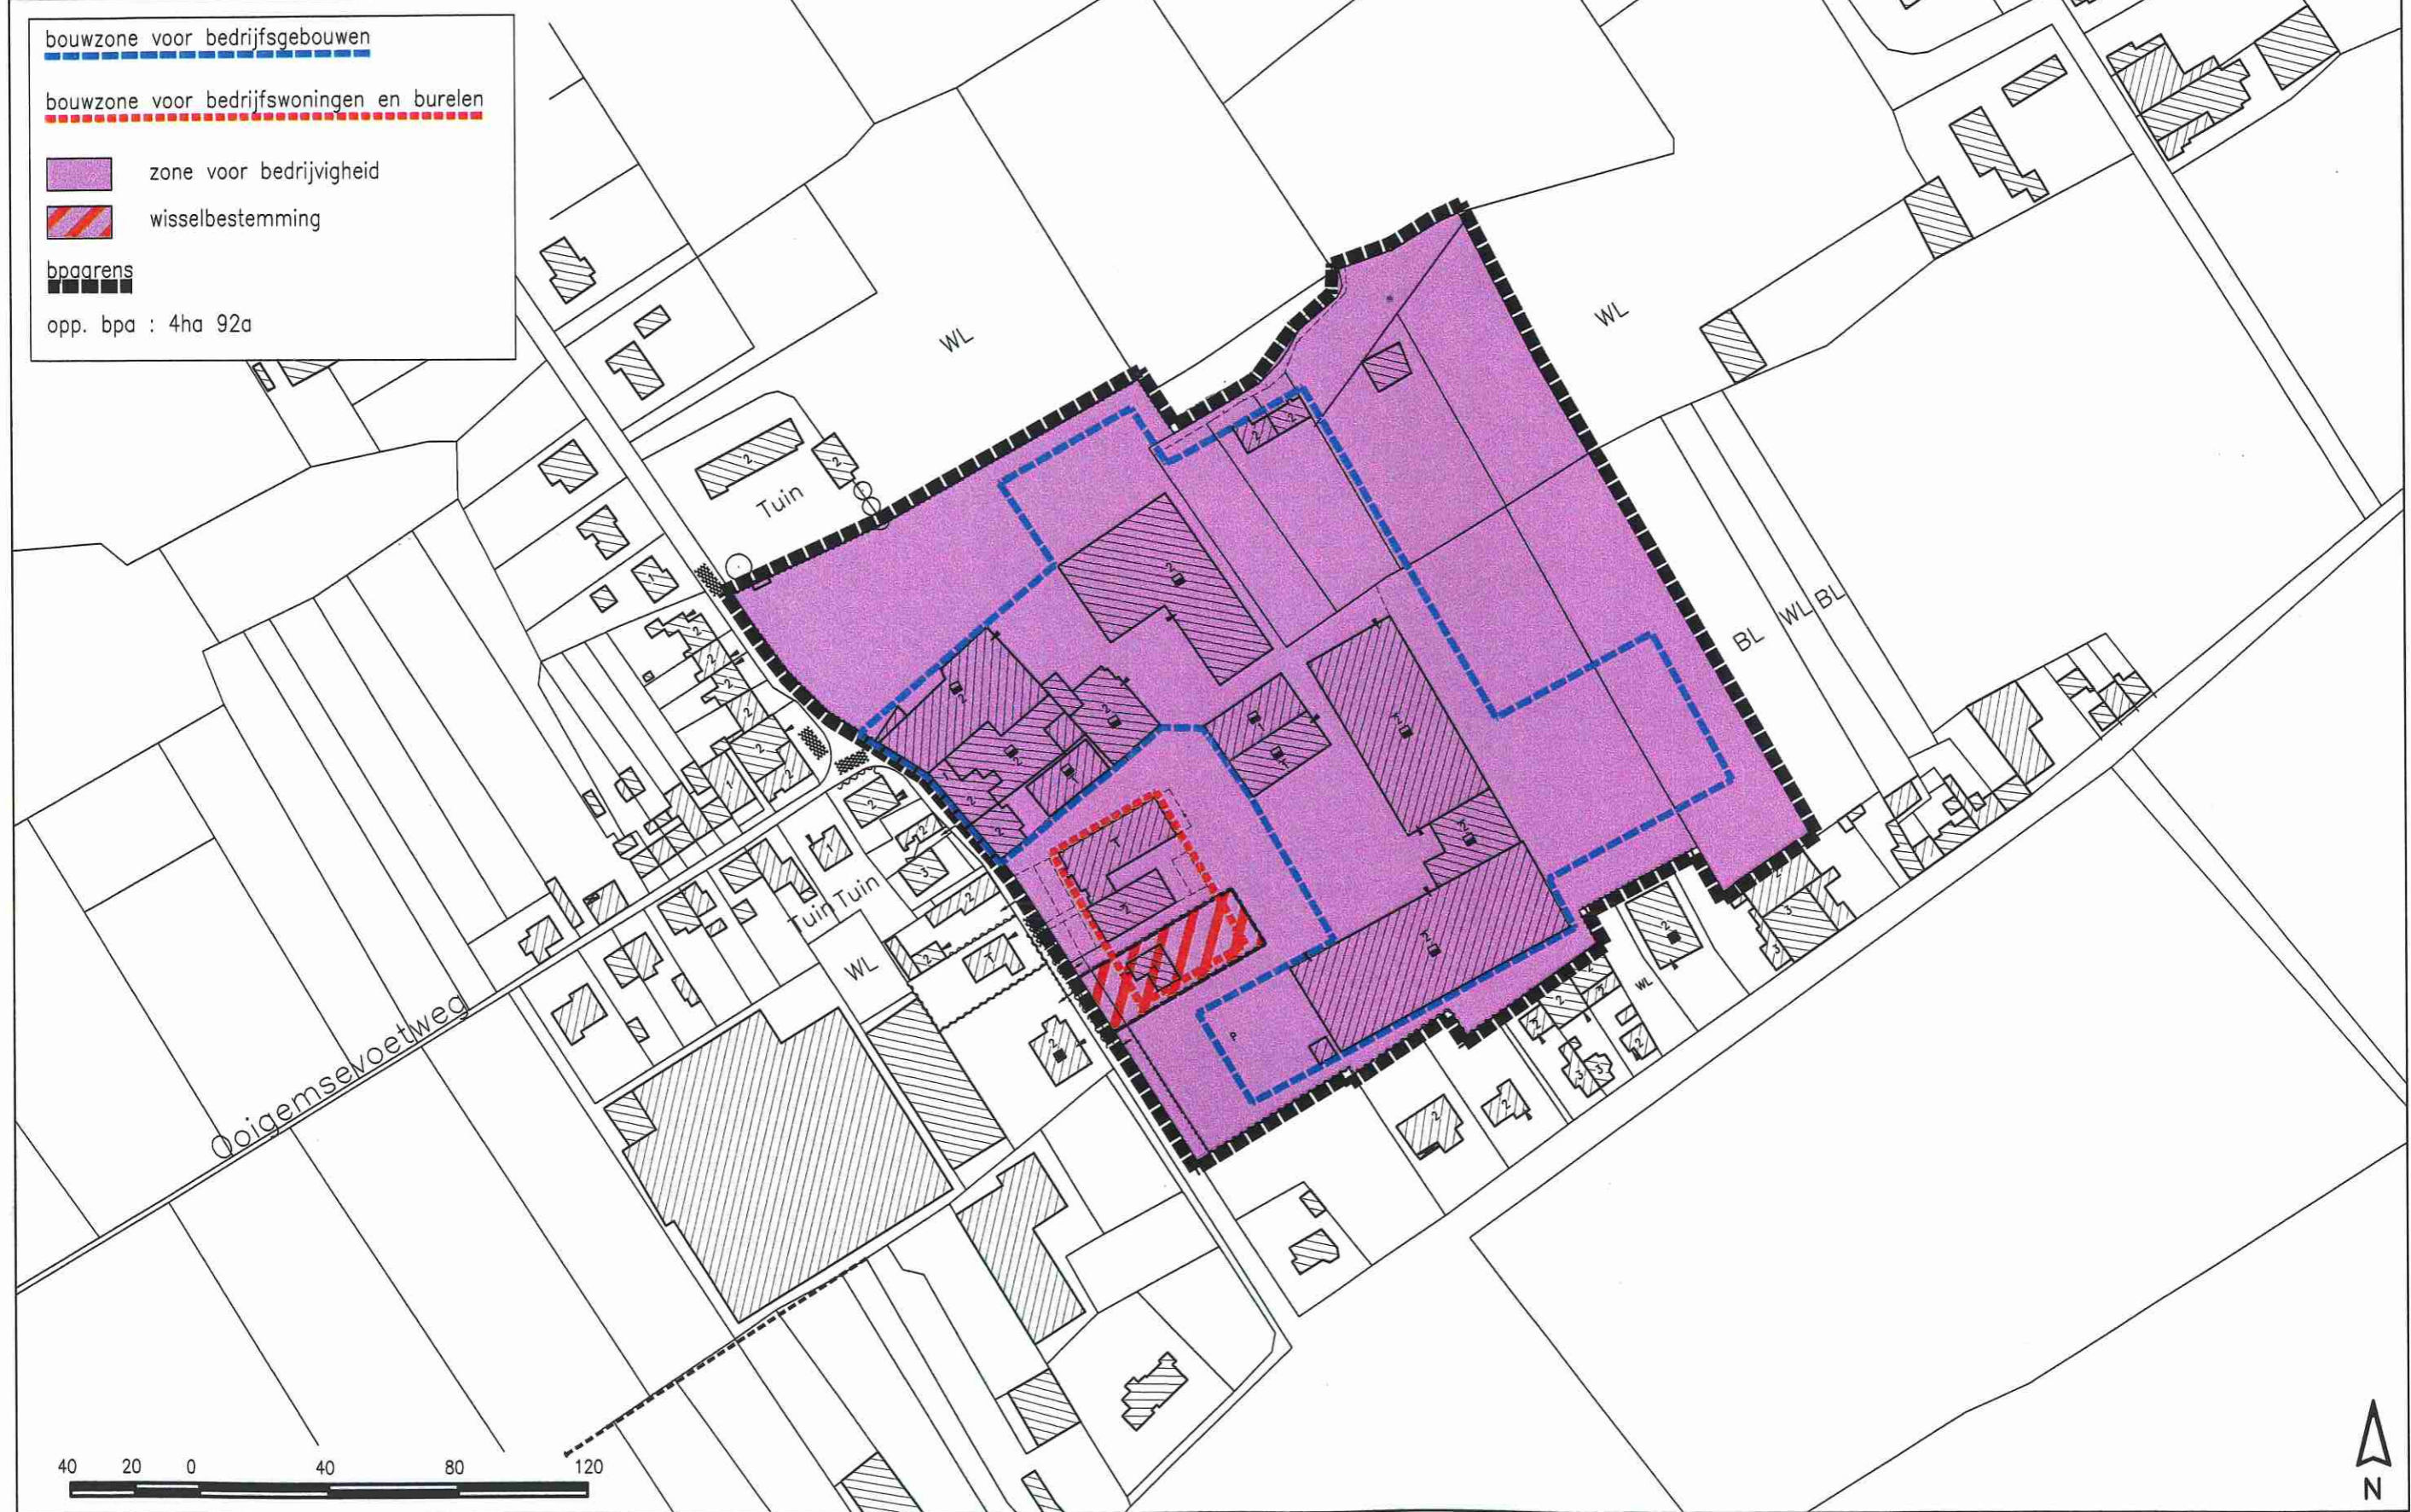 bouwzone voor bedrijfsgebouwen
bouwzone voor bedrijfswoningen en burelen
zone voor bedrijvigheid
wisselbestemming
bpagrens
opp. bpa : 4ha 92a
WL
WL
Tuin
BL
WL
BL
Tuin
Tuin
WL
WL
P
Ooigemsevoetweg
40 20 0 40 80 120
N